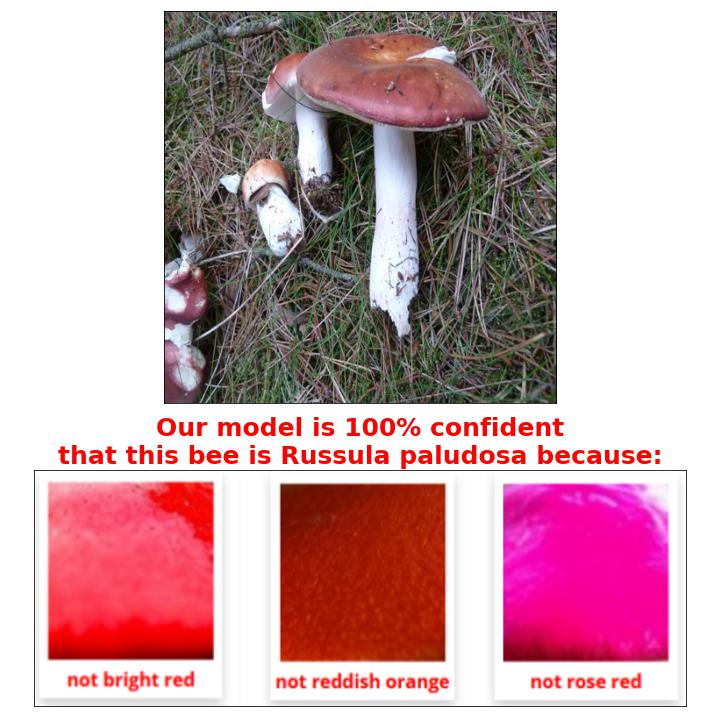 Our model is 100% confident
that this bee is Russula paludosa because:
not bright red
not reddish orange
not rose red